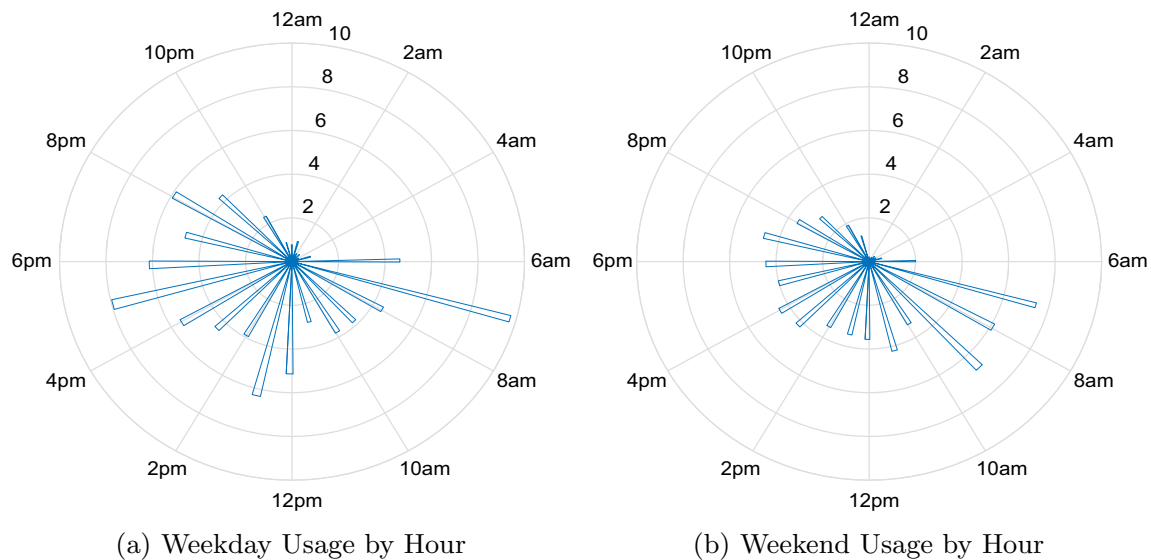 12am
10
2am
4am
6am
8am
10am
12pm
2pm
4pm
6pm
8pm
10pm
8
6
4
2
(a) Weekday Usage by Hour
12am
10
2am
4am
6am
8am
10am
12pm
2pm
4pm
6pm
8pm
10pm
8
6
4
2
(b) Weekend Usage by Hour